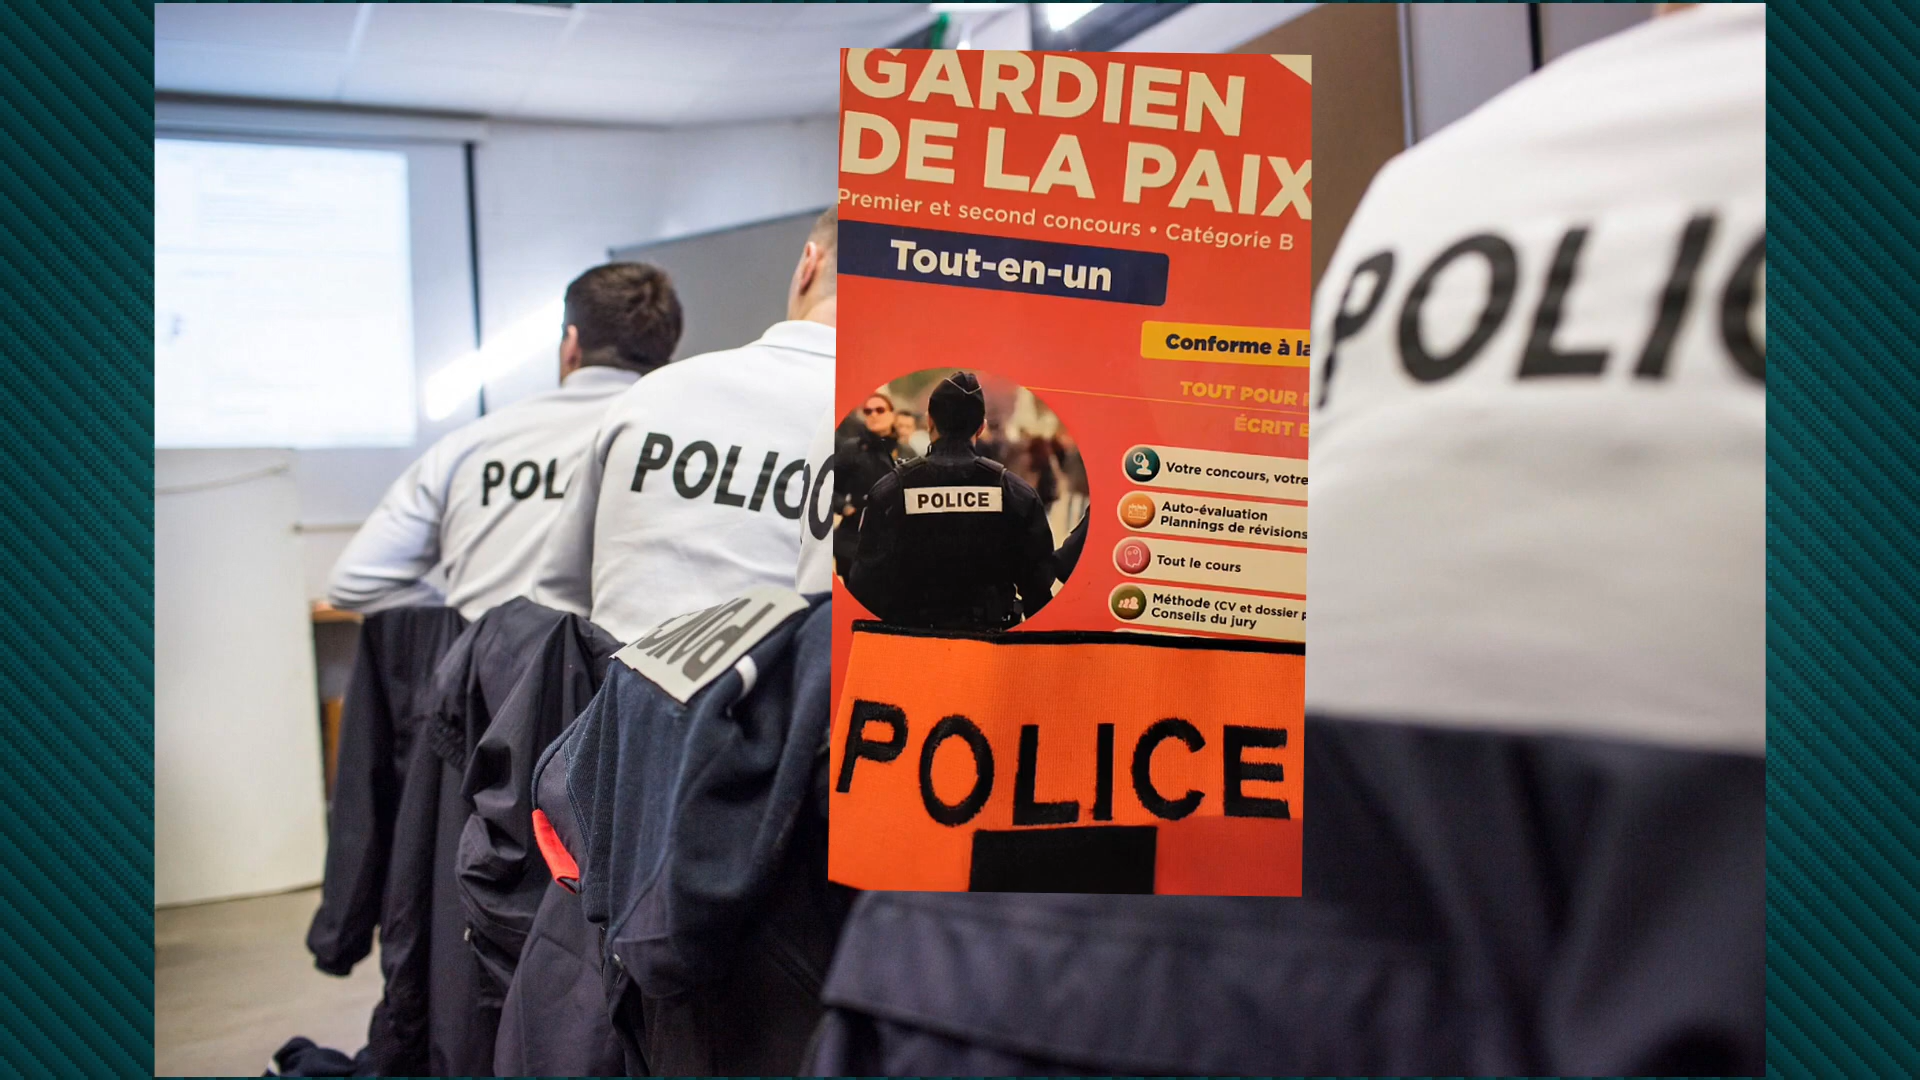 GARDIEN
DE LA PAIX
Premier et second concours • Catégorie B
Tout-en-un
Conforme à la
TOUT POUR
ÉCRIT E
Votre concours, votre
Auto-évaluation
Plannings de révisions
Tout le cours
Méthode (CV et dossier p
Conseils du jury
POLICE
POLICE
POL
POLIC
POLIC
POLIC